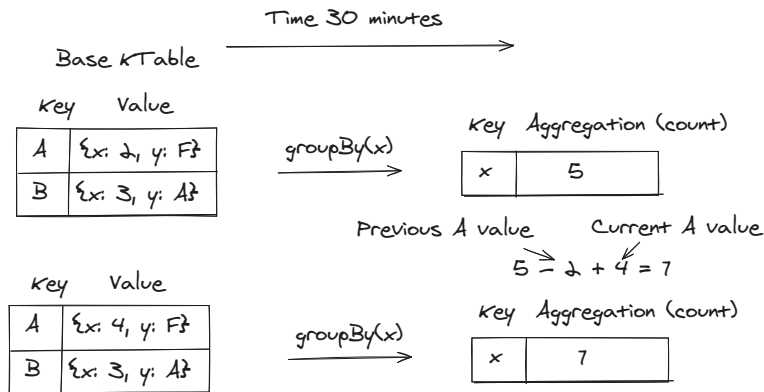 Time 30 minutes
Base KTable
Key Value
A {x: 2, y: F}
B {x: 3, y: A}
groupBy(x)
Key Aggregation (count)
x 5
Previous A value Current A value
5 - 2 + 4 = 7
Key Value
A {x: 4, y: F}
B {x: 3, y: A}
groupBy(x)
Key Aggregation (count)
x 7